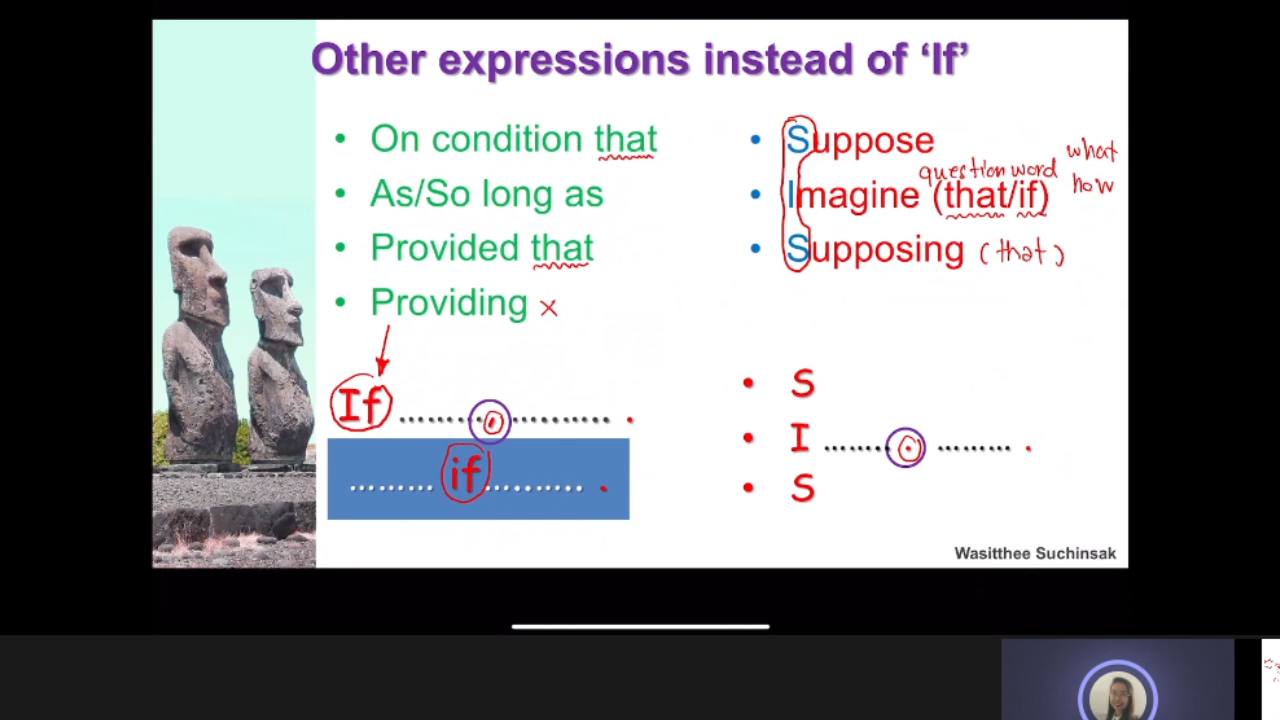 Other expressions instead of ‘If’
• On condition that
• As/So long as
• Provided that
• Providing ×
If .................... .
......... if .......... .
• Suppose
question word what
how
• Imagine (that/if)
• Supposing (that)
• S
• I ........ . ......... .
• S
Wasitthee Suchinsak